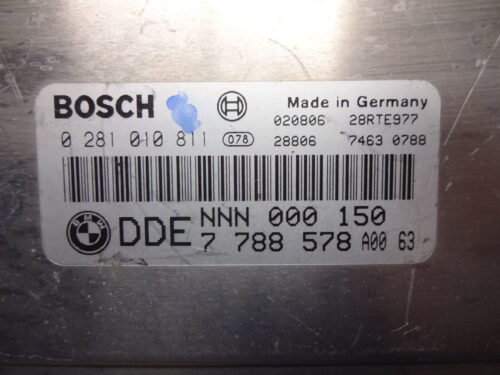 BOSCH Made in Germany
020806 28RTE977
0 281 010 811 078 28806 7463 0788
BMW DDE NNN 000 150
7 788 578 A00 63